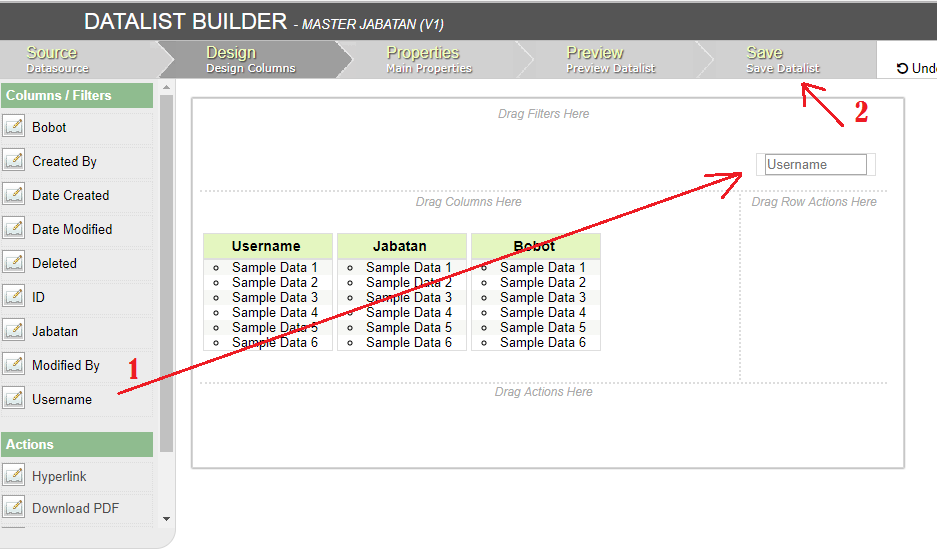 DATALIST BUILDER - MASTER JABATAN (V1)
Source
Datasource
Design
Design Columns
Properties
Main Properties
Preview
Preview Datalist
Save
Save Datalist
Undo
2
Columns / Filters
Bobot
Created By
Date Created
Date Modified
Deleted
ID
Jabatan
Modified By
Username
1
Actions
Hyperlink
Download PDF
Drag Filters Here
Username
Drag Columns Here
Drag Row Actions Here
Username Jabatan Bobot
Sample Data 1 Sample Data 1 Sample Data 1
Sample Data 2 Sample Data 2 Sample Data 2
Sample Data 3 Sample Data 3 Sample Data 3
Sample Data 4 Sample Data 4 Sample Data 4
Sample Data 5 Sample Data 5 Sample Data 5
Sample Data 6 Sample Data 6 Sample Data 6
Drag Actions Here